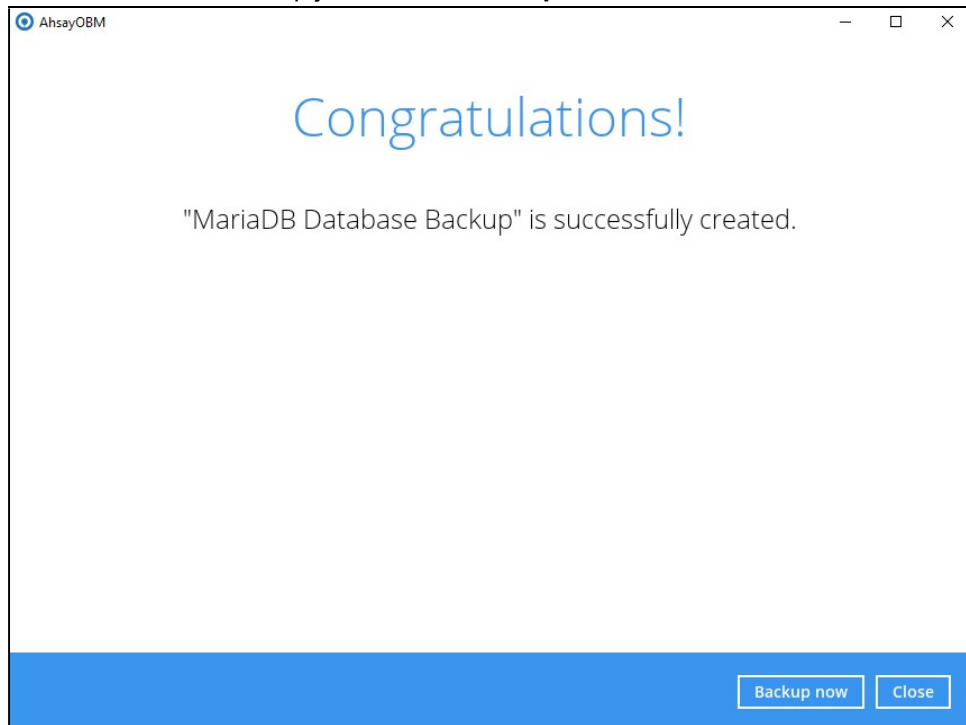 AhsayOBM
Congratulations!
"MariaDB Database Backup" is successfully created.
Backup now Close